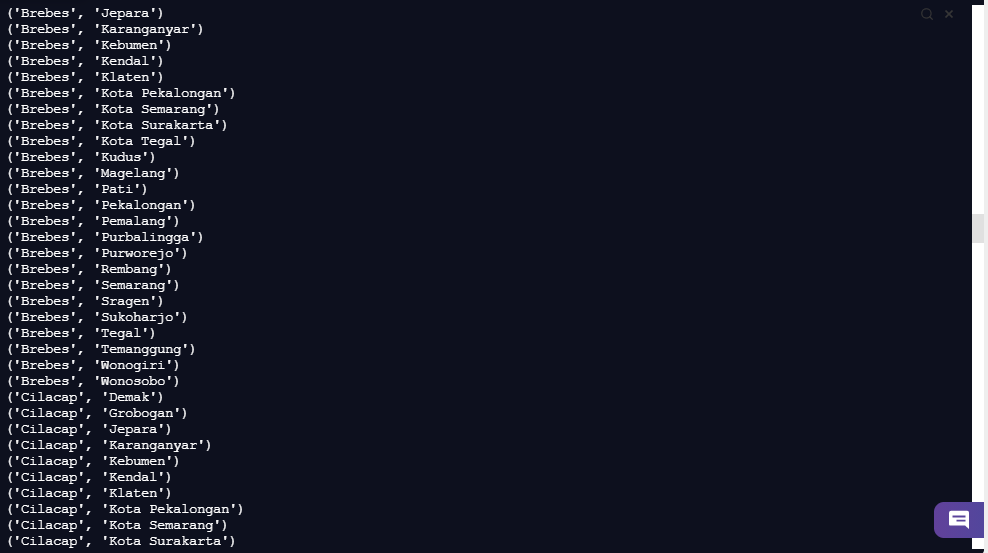 ('Brebes', 'Jepara')
('Brebes', 'Karanganyar')
('Brebes', 'Kebumen')
('Brebes', 'Kendal')
('Brebes', 'Klaten')
('Brebes', 'Kota Pekalongan')
('Brebes', 'Kota Semarang')
('Brebes', 'Kota Surakarta')
('Brebes', 'Kota Tegal')
('Brebes', 'Kudus')
('Brebes', 'Magelang')
('Brebes', 'Pati')
('Brebes', 'Pekalongan')
('Brebes', 'Pemalang')
('Brebes', 'Purbalingga')
('Brebes', 'Purworejo')
('Brebes', 'Rembang')
('Brebes', 'Semarang')
('Brebes', 'Sragen')
('Brebes', 'Sukoharjo')
('Brebes', 'Tegal')
('Brebes', 'Temanggung')
('Brebes', 'Wonogiri')
('Brebes', 'Wonosobo')
('Cilacap', 'Demak')
('Cilacap', 'Grobogan')
('Cilacap', 'Jepara')
('Cilacap', 'Karanganyar')
('Cilacap', 'Kebumen')
('Cilacap', 'Kendal')
('Cilacap', 'Klaten')
('Cilacap', 'Kota Pekalongan')
('Cilacap', 'Kota Semarang')
('Cilacap', 'Kota Surakarta')